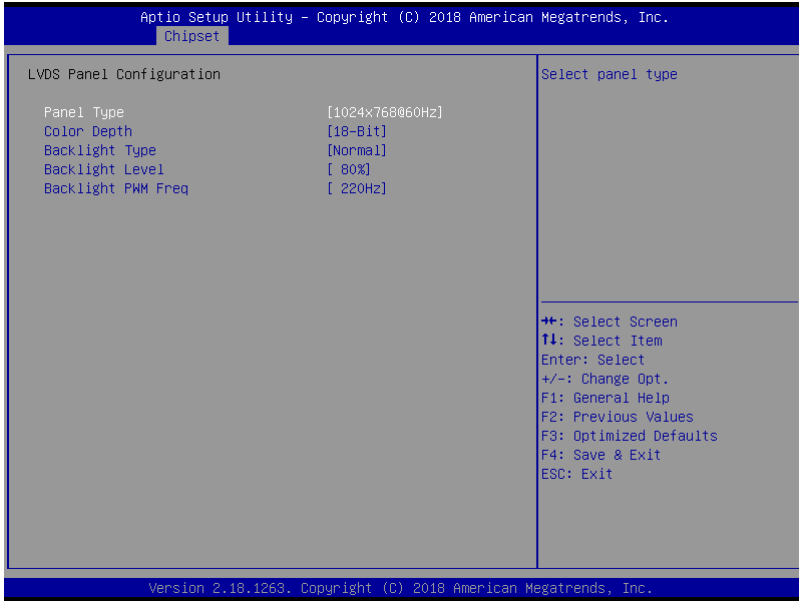 Aptio Setup Utility – Copyright (C) 2018 American Megatrends, Inc.
Chipset
LVDS Panel Configuration
Panel Type [1024x768@60Hz]
Color Depth [18-Bit]
Backlight Type [Normal]
Backlight Level [ 80%]
Backlight PWM Freq [ 220Hz]
Select panel type
→←: Select Screen
↑↓: Select Item
Enter: Select
+/-: Change Opt.
F1: General Help
F2: Previous Values
F3: Optimized Defaults
F4: Save & Exit
ESC: Exit
Version 2.18.1263. Copyright (C) 2018 American Megatrends, Inc.